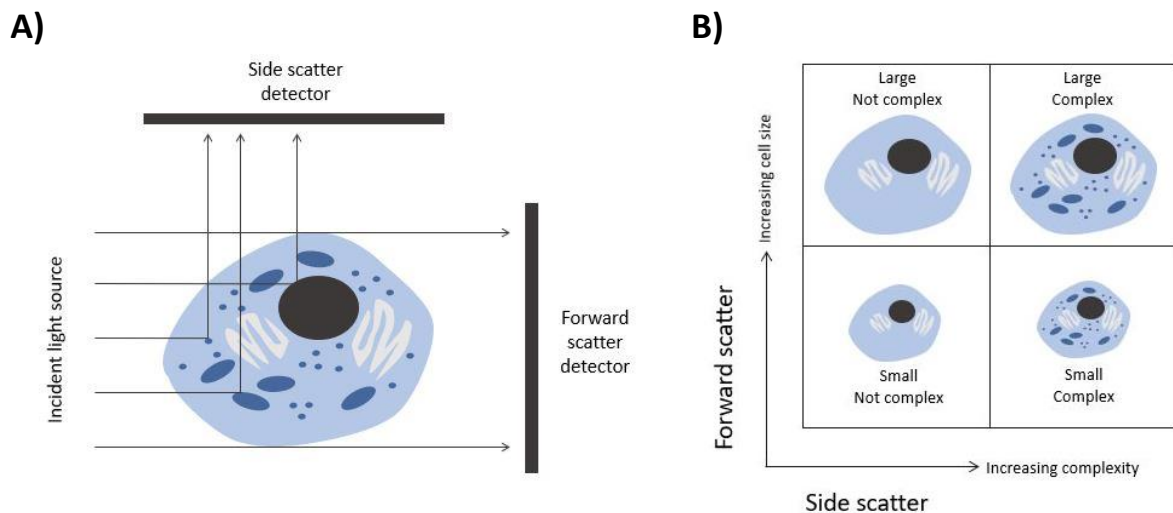 A)
Side scatter
detector
Incident light source
Forward
scatter
detector
B)
Large
Not complex
Large
Complex
Small
Not complex
Small
Complex
Increasing cell size
Forward scatter
Increasing complexity
Side scatter